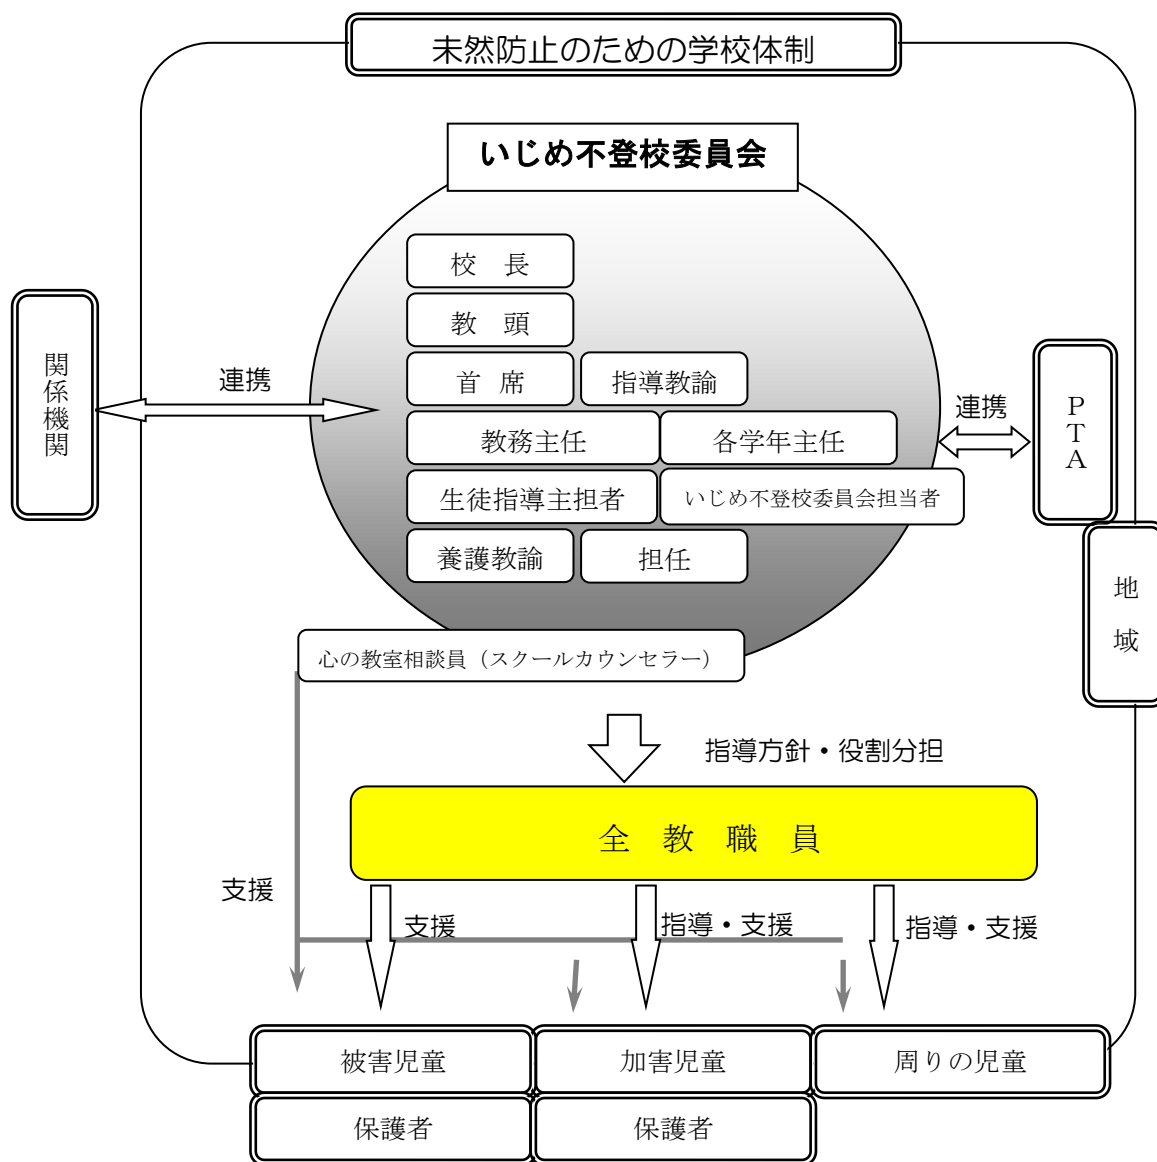 未然防止のための学校体制
いじめ不登校委員会
校　長
教　頭
首 席
指導教諭
教務主任
各学年主任
生徒指導主担者
いじめ不登校委員会担当者
養護教諭
担任
心の教室相談員（スクールカウンセラー）
関係機関
連携
連携
PTA
地域
指導方針・役割分担
全　教　職　員
支援
支援
指導・支援
指導・支援
被害児童
加害児童
周りの児童
保護者
保護者